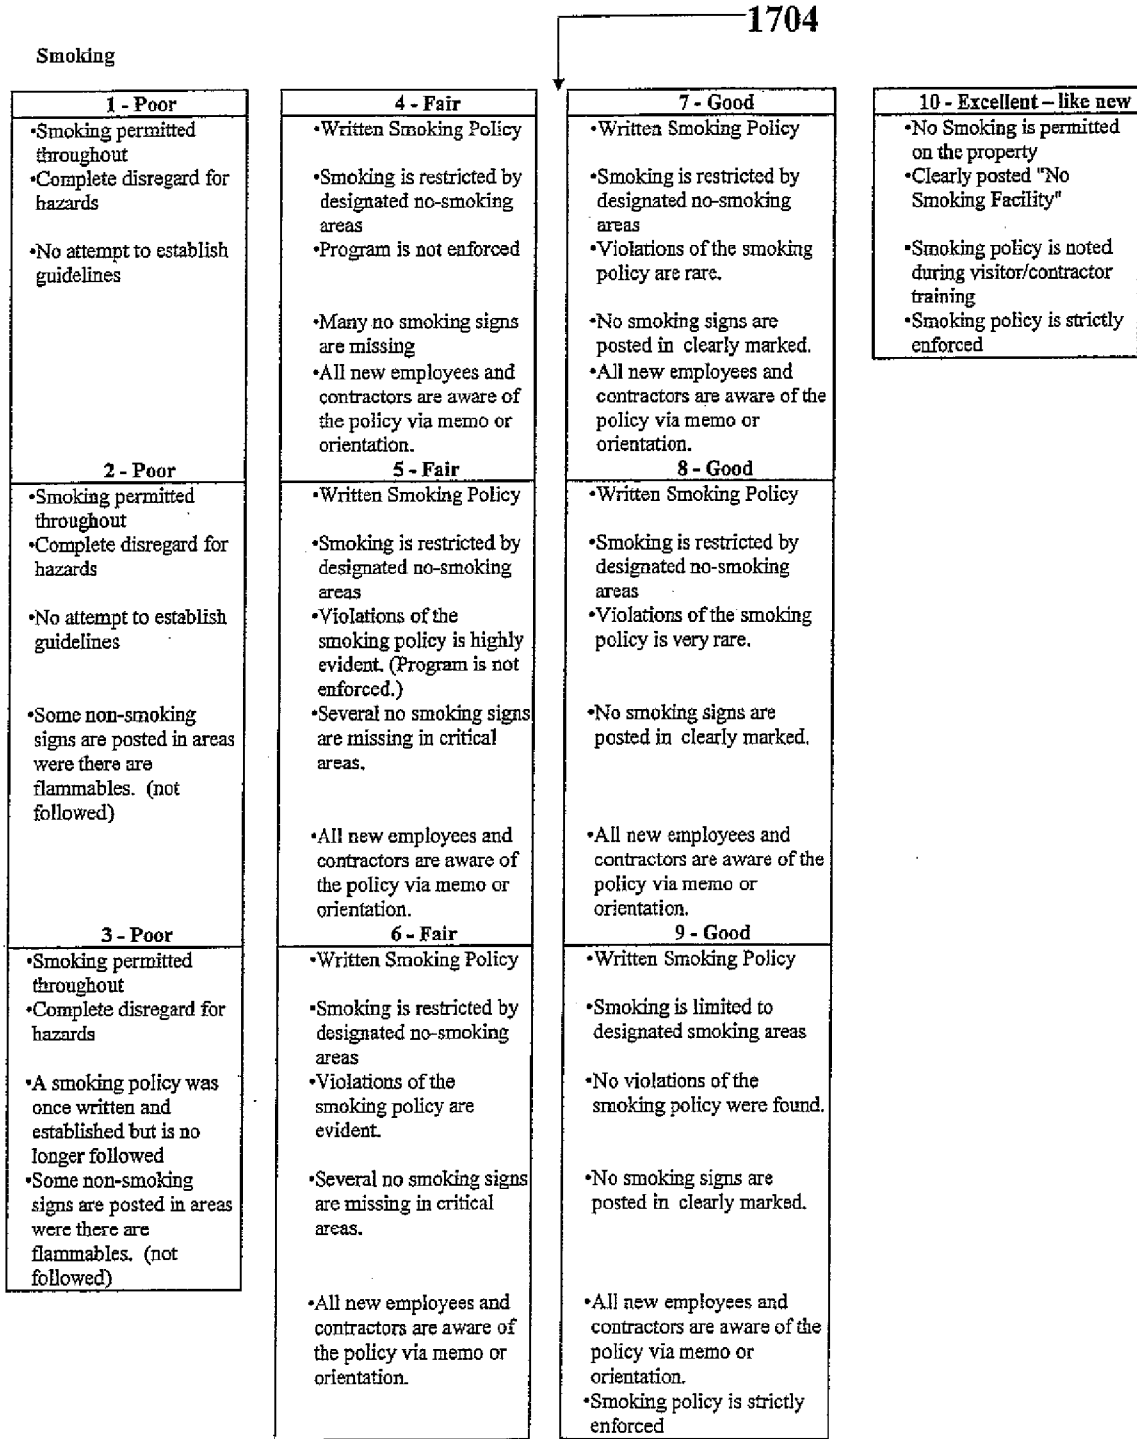 1704
Smoking
1 - Poor
•Smoking permitted
throughout
•Complete disregard for
hazards
•No attempt to establish
guidelines
2 - Poor
•Smoking permitted
throughout
•Complete disregard for
hazards
•No attempt to establish
guidelines
•Some non-smoking
signs are posted in areas
were there are
flammables. (not
followed)
3 - Poor
•Smoking permitted
throughout
•Complete disregard for
hazards
•A smoking policy was
once written and
established but is no
longer followed
•Some non-smoking
signs are posted in areas
were there are
flammables. (not
followed)
4 - Fair
•Written Smoking Policy
•Smoking is restricted by
designated no-smoking
areas
•Program is not enforced
•Many no smoking signs
are missing
•All new employees and
contractors are aware of
the policy via memo or
orientation.
5 - Fair
•Written Smoking Policy
•Smoking is restricted by
designated no-smoking
areas
•Violations of the
smoking policy is highly
evident. (Program is not
enforced.)
•Several no smoking signs
are missing in critical
areas.
•All new employees and
contractors are aware of
the policy via memo or
orientation.
6 - Fair
•Written Smoking Policy
•Smoking is restricted by
designated no-smoking
areas
•Violations of the
smoking policy are
evident.
•Several no smoking signs
are missing in critical
areas.
•All new employees and
contractors are aware of
the policy via memo or
orientation.
7 - Good
•Written Smoking Policy
•Smoking is restricted by
designated no-smoking
areas
•Violations of the smoking
policy are rare.
•No smoking signs are
posted in clearly marked.
•All new employees and
contractors are aware of the
policy via memo or
orientation.
8 - Good
•Written Smoking Policy
•Smoking is restricted by
designated no-smoking
areas
•Violations of the smoking
policy is very rare.
•No smoking signs are
posted in clearly marked.
•All new employees and
contractors are aware of the
policy via memo or
orientation.
9 - Good
•Written Smoking Policy
•Smoking is limited to
designated smoking areas
•No violations of the
smoking policy were found.
•No smoking signs are
posted in clearly marked.
•All new employees and
contractors are aware of the
policy via memo or
orientation.
•Smoking policy is strictly
enforced
10 - Excellent – like new
•No Smoking is permitted
on the property
•Clearly posted "No
Smoking Facility"
•Smoking policy is noted
during visitor/contractor
training
•Smoking policy is strictly
enforced